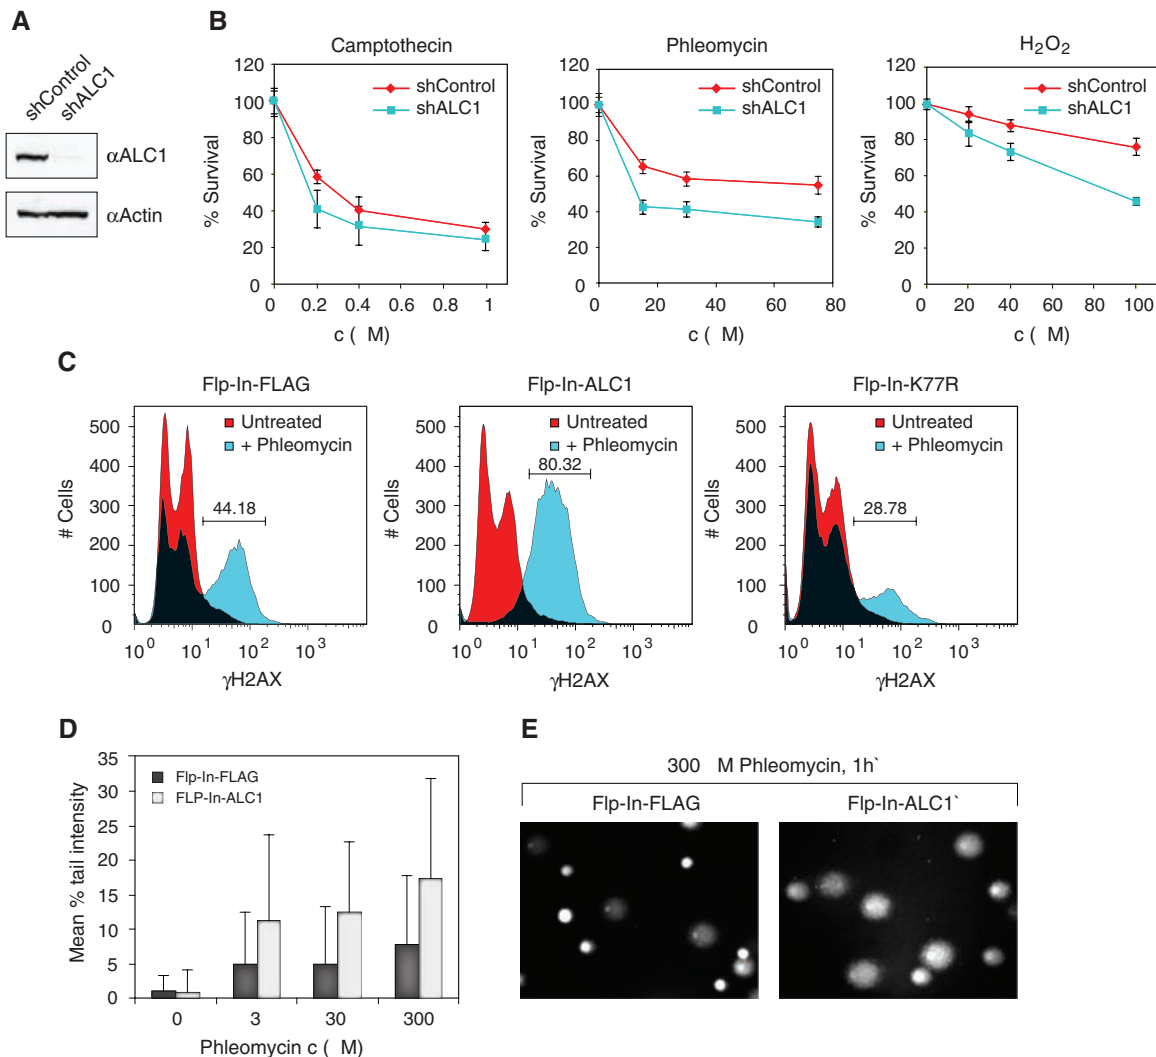 A
shControl
shALC1
αALC1
αActin
B
Camptothecin
shControl
shALC1
% Survival
120
100
80
60
40
20
0
0 0.2 0.4 0.6 0.8 1
c ( M)
Phleomycin
shControl
shALC1
% Survival
120
100
80
60
40
20
0
0 20 40 60 80
c ( M)
H2O2
shControl
shALC1
% Survival
120
100
80
60
40
20
0
0 20 40 60 80 100
c ( M)
C
Flp-In-FLAG
Untreated
+ Phleomycin
44.18
# Cells
500
400
300
200
100
0
10^0 10^1 10^2 10^3
γH2AX
Flp-In-ALC1
Untreated
+ Phleomycin
80.32
# Cells
500
400
300
200
100
0
10^0 10^1 10^2 10^3
γH2AX
Flp-In-K77R
Untreated
+ Phleomycin
28.78
# Cells
500
400
300
200
100
0
10^0 10^1 10^2 10^3
γH2AX
D
Flp-In-FLAG
FLP-In-ALC1
Mean % tail intensity
35
30
25
20
15
10
5
0
0 3 30 300
Phleomycin c ( M)
E
300 M Phleomycin, 1h`
Flp-In-FLAG
Flp-In-ALC1`